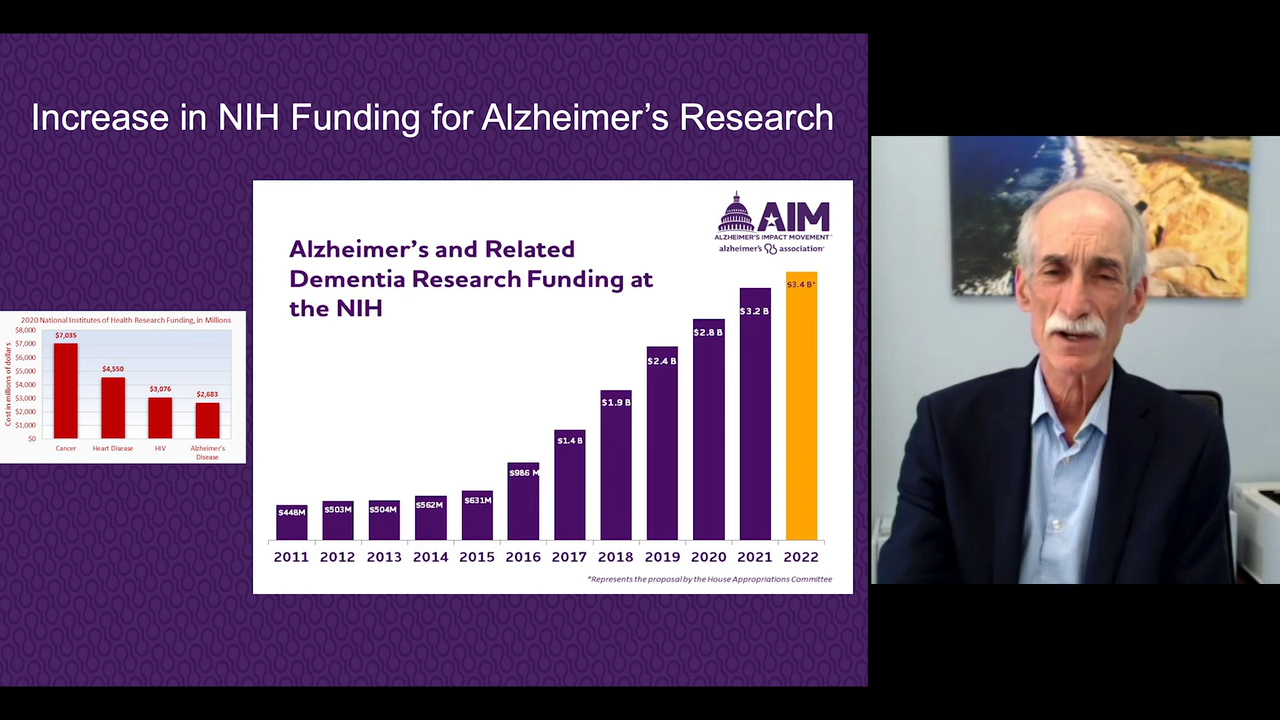 Increase in NIH Funding for Alzheimer's Research
AIM
ALZHEIMER'S IMPACT MOVEMENT
alzheimer's association®
Alzheimer's and Related
Dementia Research Funding at
the NIH
$448M
$503M
$504M
$562M
$631M
$986 M
$1.4 B
$1.9 B
$2.4 B
$2.8 B
$3.2 B
$3.4 B*
2011 2012 2013 2014 2015 2016 2017 2018 2019 2020 2021 2022
*Represents the proposal by the House Appropriations Committee
2020 National Institutes of Health Research Funding, in Millions
Cost in millions of dollars
$8,000
$7,000
$6,000
$5,000
$4,000
$3,000
$2,000
$1,000
$0
$7,035
$4,550
$3,076
$2,683
Cancer Heart Disease HIV Alzheimer's
Disease